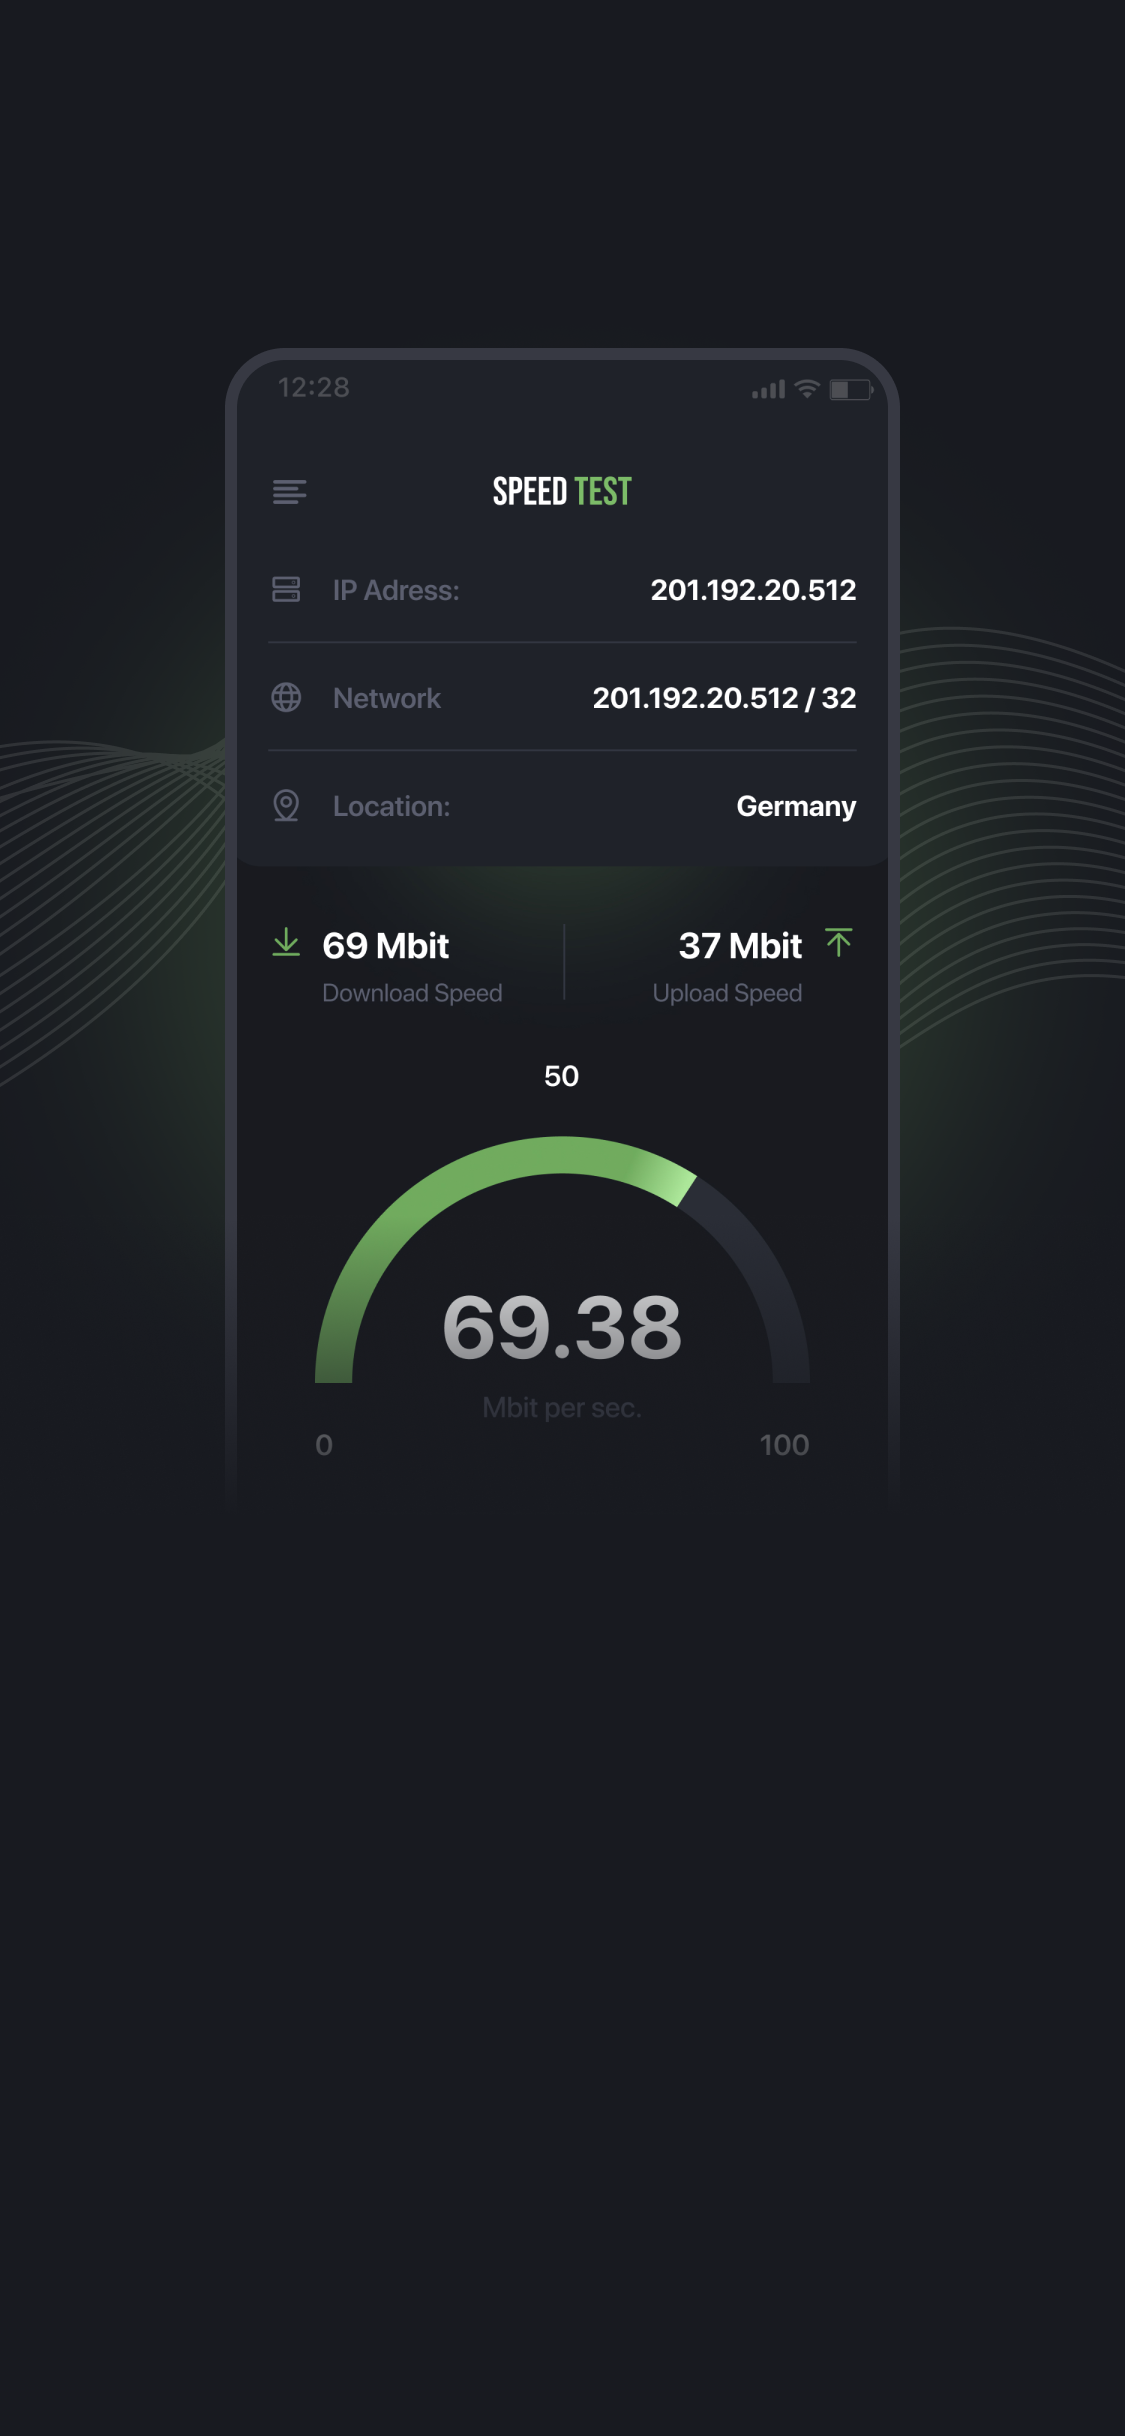 12:28
SPEED TEST
IP Adress: 201.192.20.512
Network 201.192.20.512 / 32
Location: Germany
69 Mbit 37 Mbit
Download Speed Upload Speed
50
69.38
Mbit per sec.
0 100